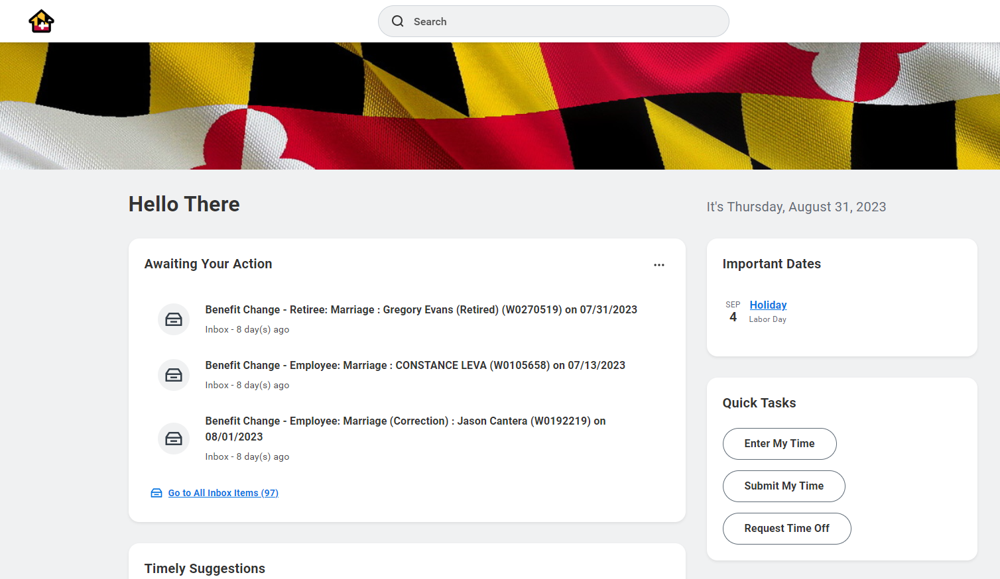 Search
Hello There
It's Thursday, August 31, 2023
Awaiting Your Action
Benefit Change - Retiree: Marriage : Gregory Evans (Retired) (W0270519) on 07/31/2023
Inbox - 8 day(s) ago
Benefit Change - Employee: Marriage : CONSTANCE LEVA (W0105658) on 07/13/2023
Inbox - 8 day(s) ago
Benefit Change - Employee: Marriage (Correction) : Jason Cantera (W0192219) on
08/01/2023
Inbox - 8 day(s) ago
Go to All Inbox Items (97)
Timely Suggestions
Important Dates
SEP
4
Holiday
Labor Day
Quick Tasks
Enter My Time
Submit My Time
Request Time Off